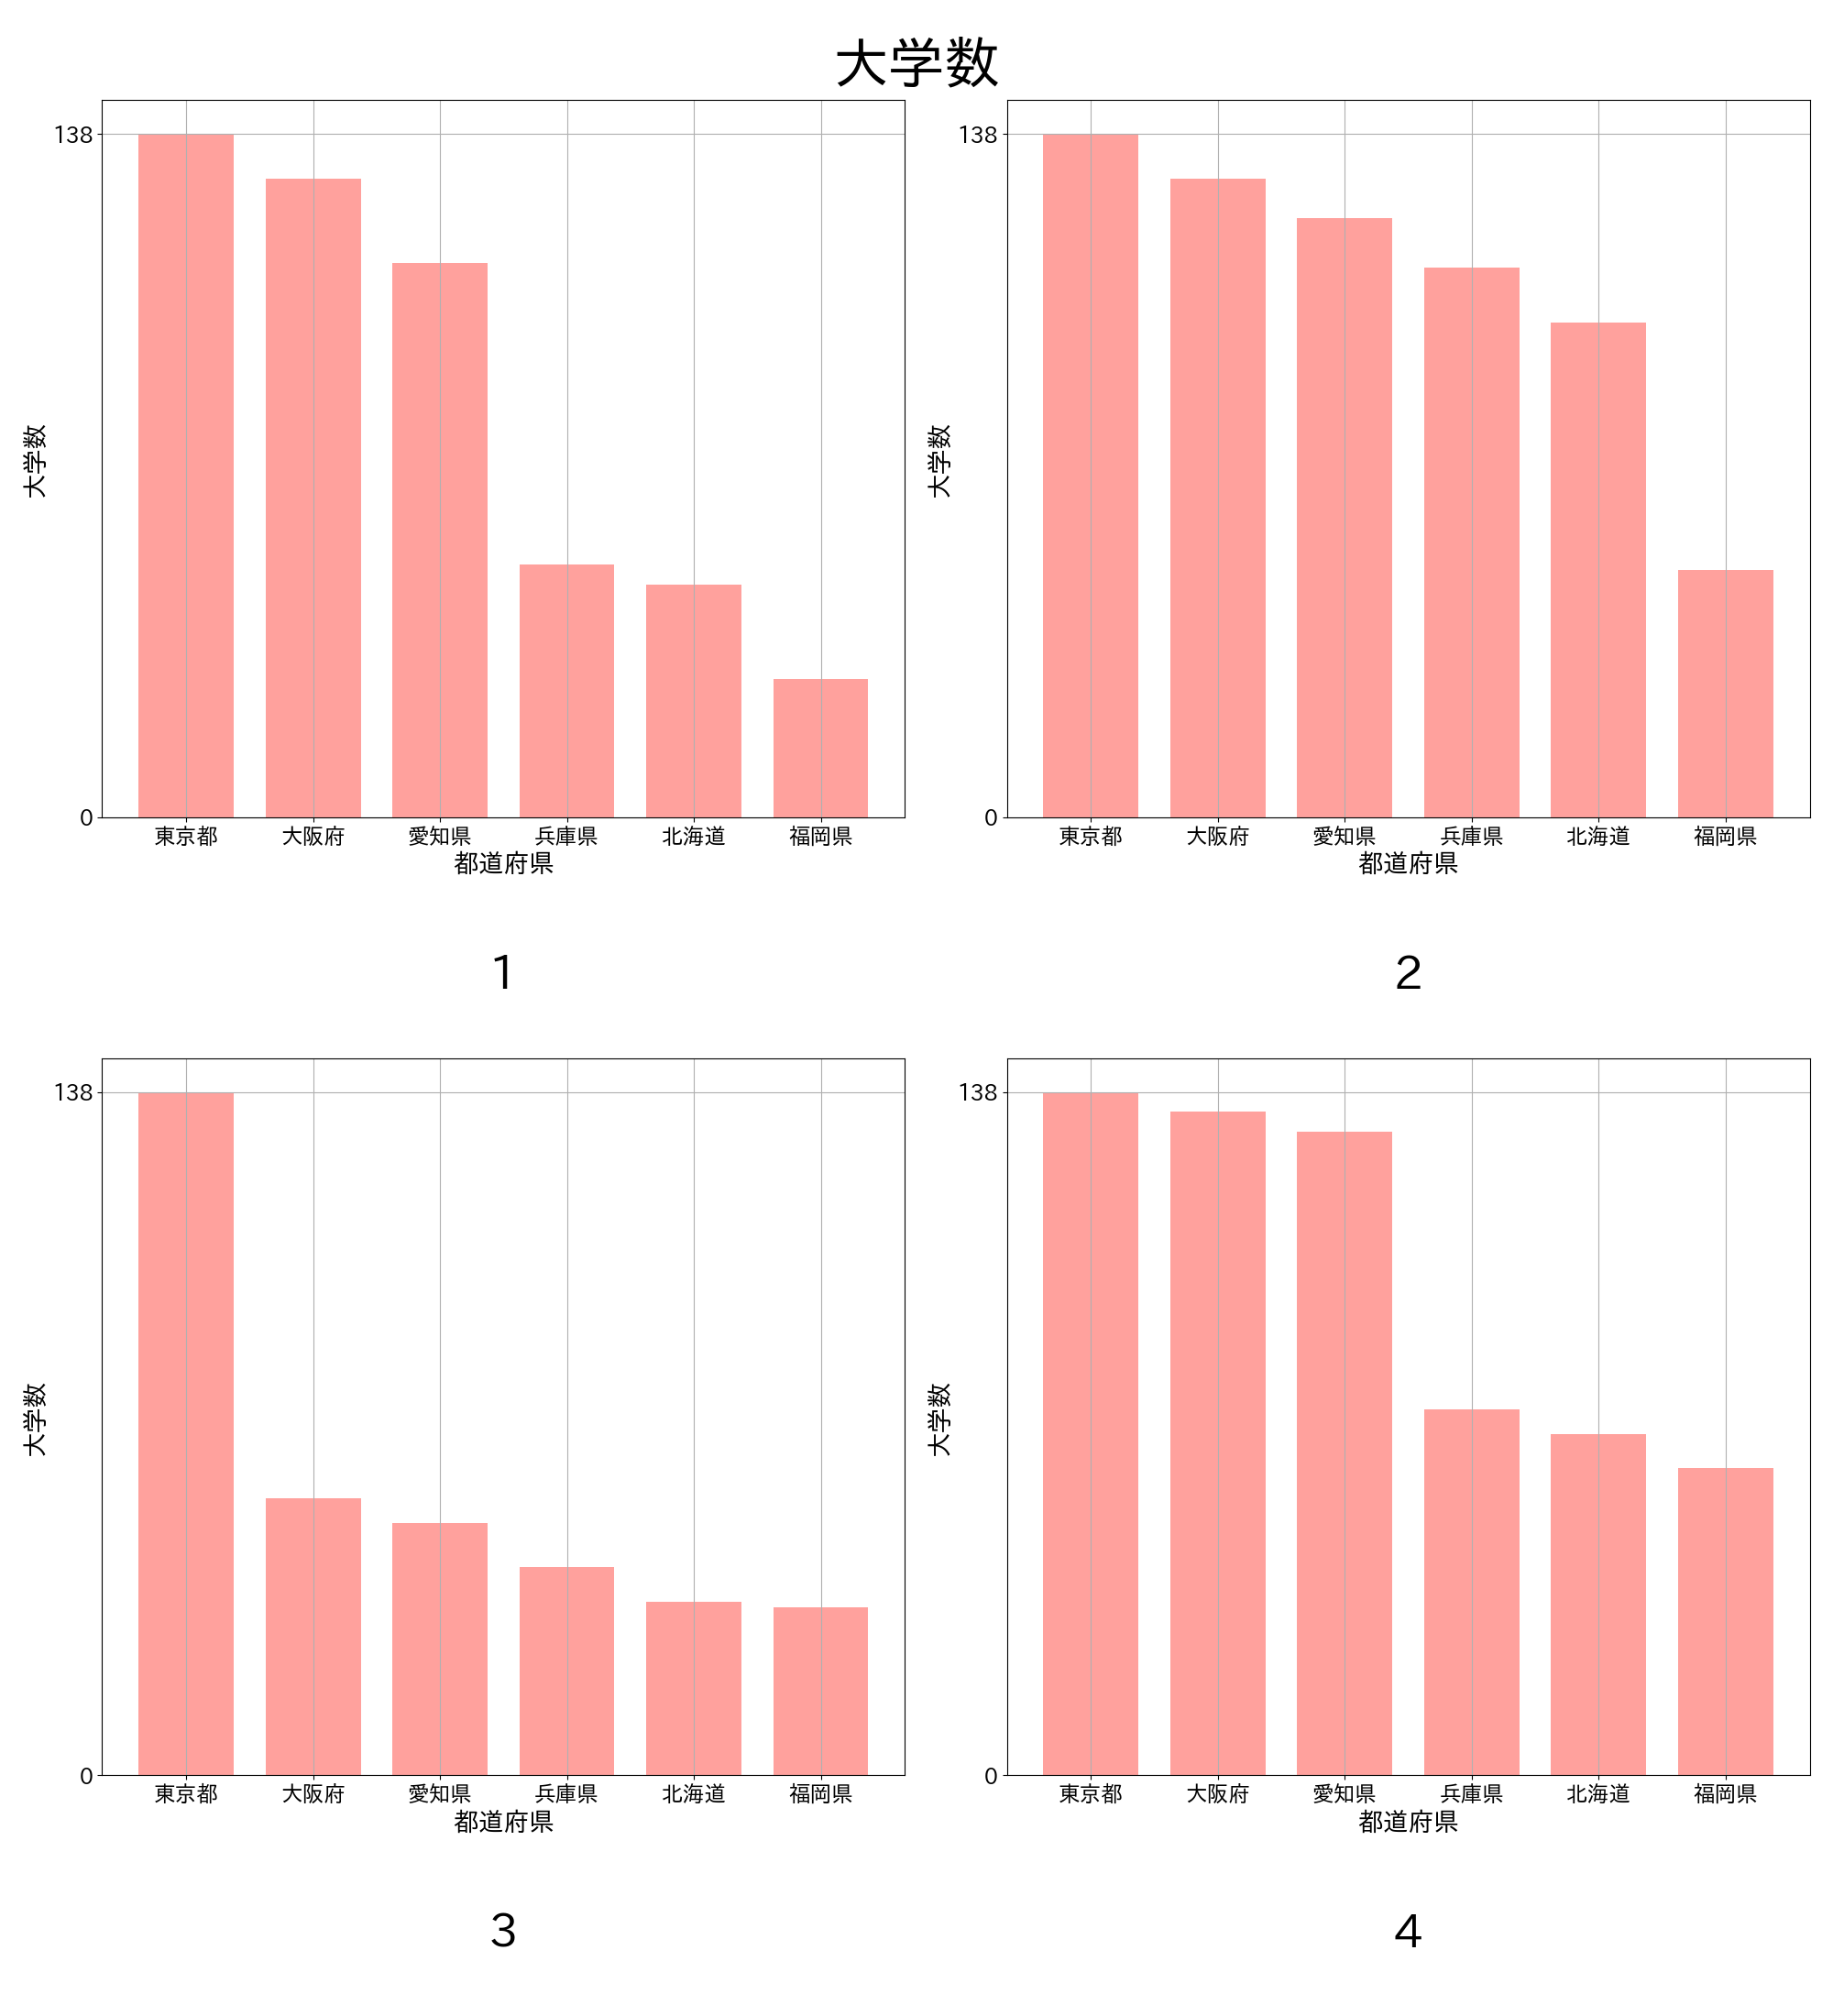 大学数
138
0
大学数
東京都 大阪府 愛知県 兵庫県 北海道 福岡県
都道府県
1
138
0
大学数
東京都 大阪府 愛知県 兵庫県 北海道 福岡県
都道府県
2
138
0
大学数
東京都 大阪府 愛知県 兵庫県 北海道 福岡県
都道府県
3
138
0
大学数
東京都 大阪府 愛知県 兵庫県 北海道 福岡県
都道府県
4